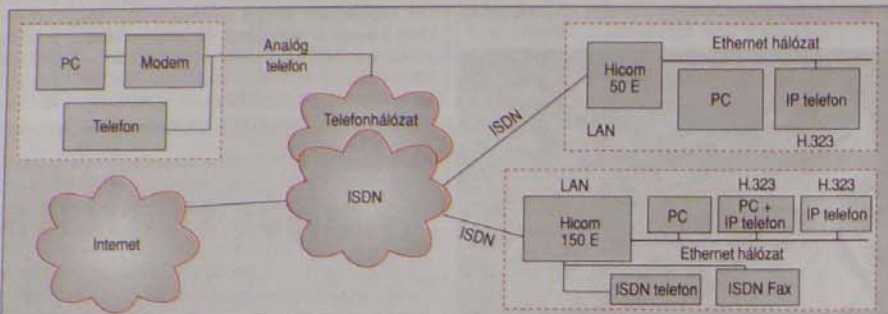 PC
Modem
Telefon
Analóg
telefon
Telefonhálózat
ISDN
Internet
ISDN
ISDN
Ethernet hálózat
Hicom
50 E
PC
IP telefon
LAN
H.323
LAN
Hicom
150 E
PC
H.323
PC +
IP telefon
H.323
IP telefon
Ethernet hálózat
ISDN telefon
ISDN Fax